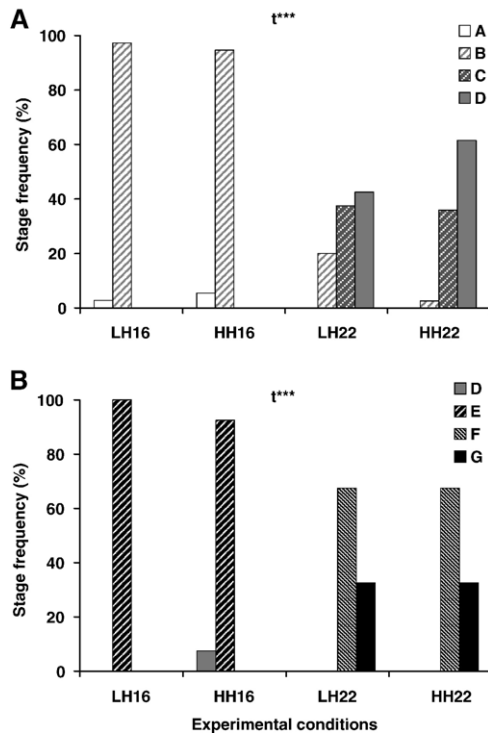 A
t***
100
80
60
40
20
0
Stage frequency (%)
A
B
C
D
LH16 HH16 LH22 HH22
B
t***
100
80
60
40
20
0
Stage frequency (%)
D
E
F
G
LH16 HH16 LH22 HH22
Experimental conditions